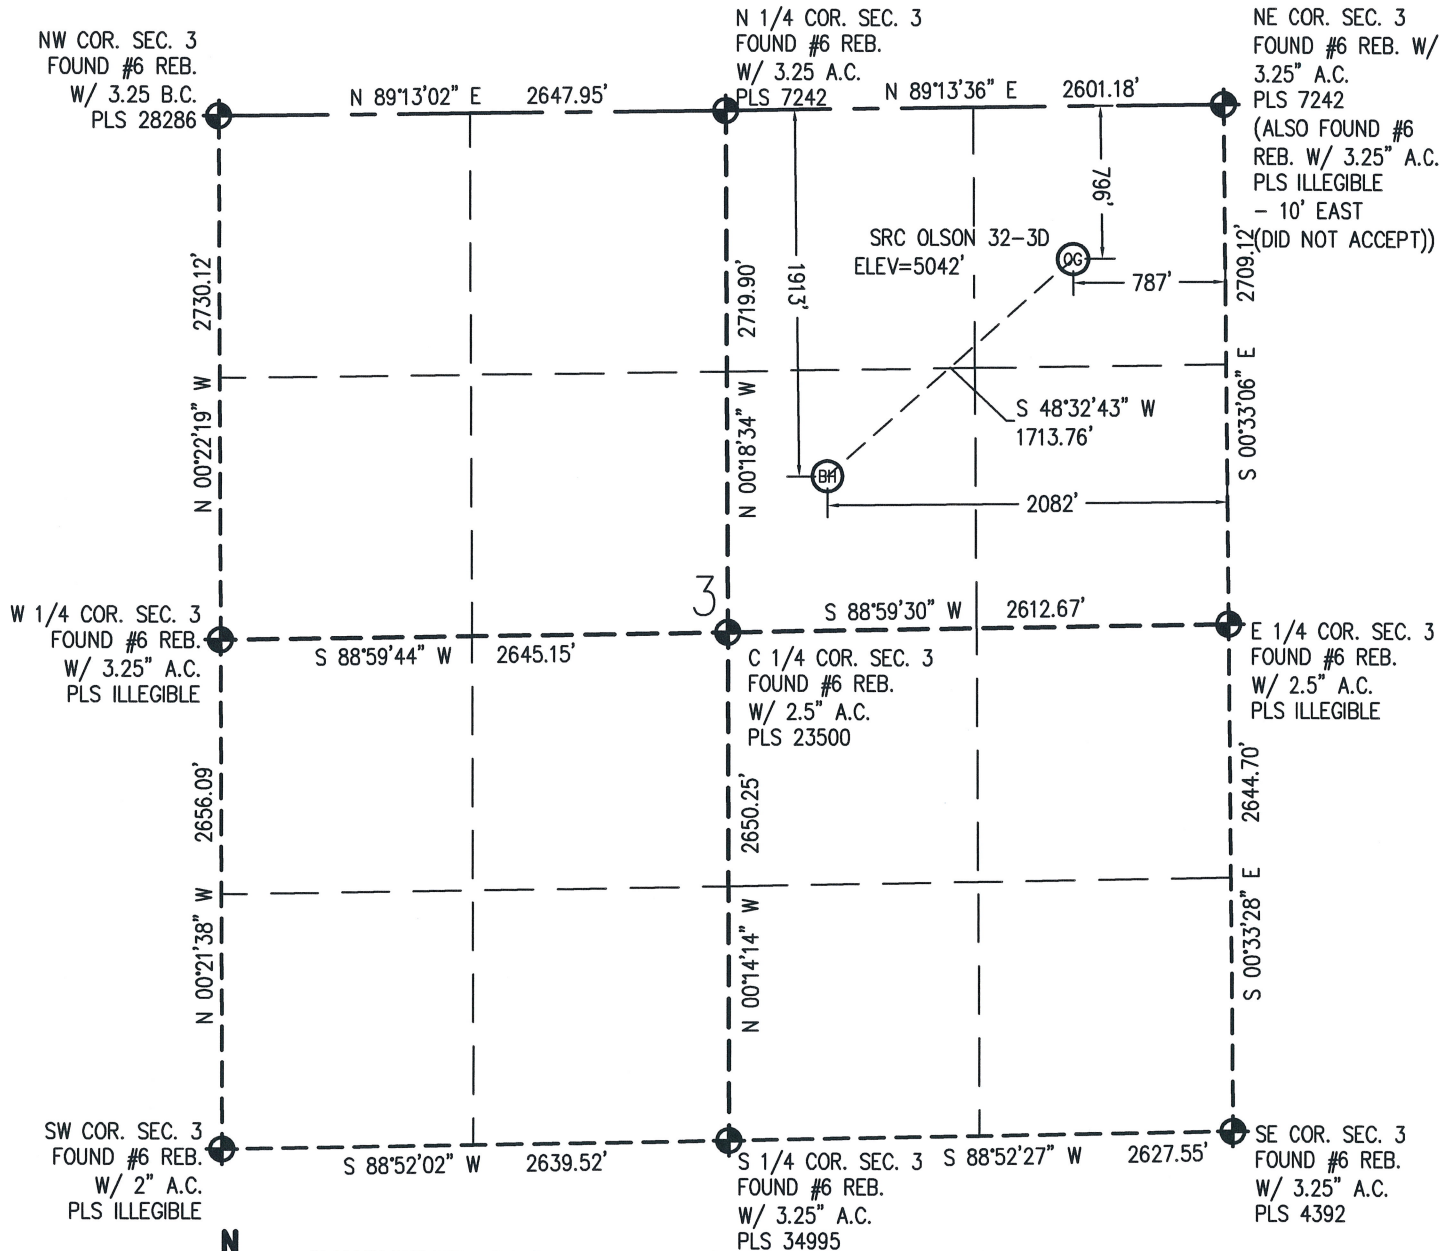 NW COR. SEC. 3
FOUND #6 REB.
W/ 3.25 B.C.
PLS 28286
N 1/4 COR. SEC. 3
FOUND #6 REB.
W/ 3.25 A.C.
PLS 7242
NE COR. SEC. 3
FOUND #6 REB. W/
3.25" A.C.
PLS 7242
(ALSO FOUND #6
REB. W/ 3.25" A.C.
PLS ILLEGIBLE
- 10' EAST
(DID NOT ACCEPT))
N 89°13'02" E 2647.95'
N 89°13'36" E 2601.18'
796'
SRC OLSON 32-3D
ELEV=5042'
OG
787'
1913'
2730.12'
N 00°22'19" W
2719.90'
N 00°18'34" W
2709.12'
S 00°33'06" E
S 48°32'43" W
1713.76'
BH
2082'
3
W 1/4 COR. SEC. 3
FOUND #6 REB.
W/ 3.25" A.C.
PLS ILLEGIBLE
S 88°59'44" W 2645.15'
S 88°59'30" W 2612.67'
C 1/4 COR. SEC. 3
FOUND #6 REB.
W/ 2.5" A.C.
PLS 23500
E 1/4 COR. SEC. 3
FOUND #6 REB.
W/ 2.5" A.C.
PLS ILLEGIBLE
2656.09'
N 00°21'38" W
2650.25'
N 00°14'14" W
2644.70'
S 00°33'28" E
SW COR. SEC. 3
FOUND #6 REB.
W/ 2" A.C.
PLS ILLEGIBLE
S 88°52'02" W 2639.52'
S 1/4 COR. SEC. 3
FOUND #6 REB.
W/ 3.25" A.C.
PLS 34995
S 88°52'27" W 2627.55'
SE COR. SEC. 3
FOUND #6 REB.
W/ 3.25" A.C.
PLS 4392
N